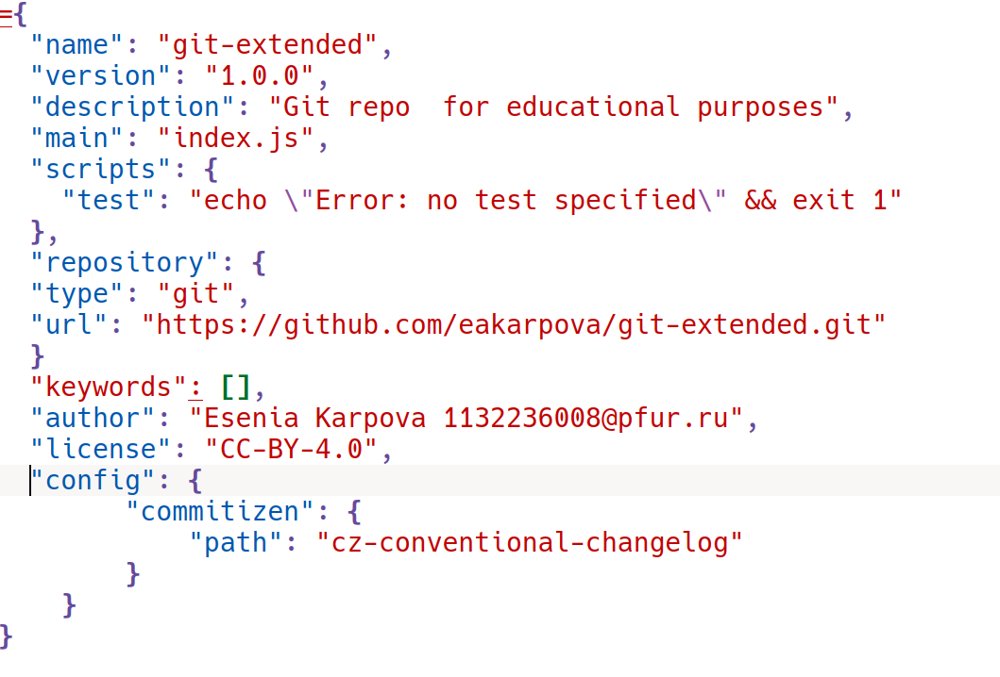 ={
  "name": "git-extended",
  "version": "1.0.0",
  "description": "Git repo  for educational purposes",
  "main": "index.js",
  "scripts": {
    "test": "echo \"Error: no test specified\" && exit 1"
  },
  "repository": {
  "type": "git",
  "url": "https://github.com/eakarpova/git-extended.git"
  }
  "keywords": [],
  "author": "Esenia Karpova 1132236008@pfur.ru",
  "license": "CC-BY-4.0",
  "config": {
        "commitizen": {
            "path": "cz-conventional-changelog"
        }
    }
}